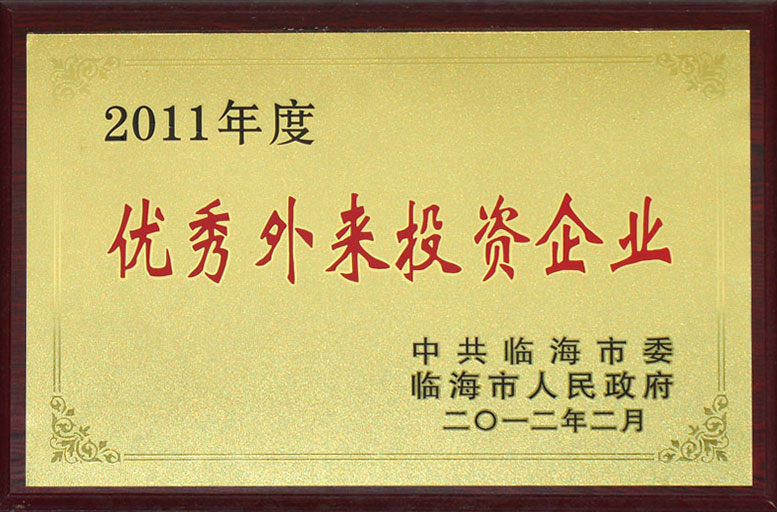 2011年度
优秀外来投资企业
中共临海市委
临海市人民政府
二〇一二年二月